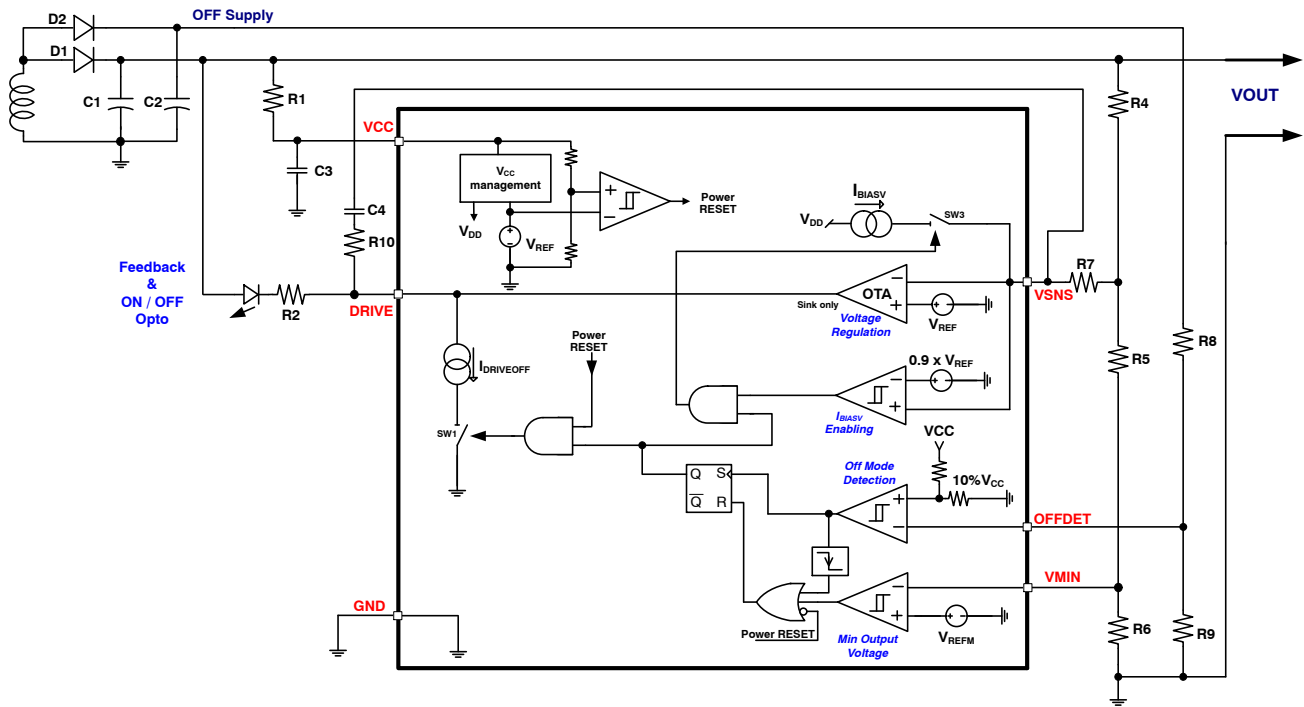 D2
OFF Supply
D1
C1
C2
R1
R4
VOUT
VCC
C3
VCC
management
Power
RESET
IBIASV
VDD
SW3
C4
R10
VDD
VREF
R7
Feedback
&
ON / OFF
Opto
R2
DRIVE
OTA
Sink only
Voltage
Regulation
VREF
VSNS
Power
RESET
IDRIVEOFF
0.9 x VREF
R5
R8
SW1
IBIASV
Enabling
VCC
Off Mode
Detection
10%VCC
Q
S
Q
R
OFFDET
VMIN
GND
Power RESET
Min Output
Voltage
VREFM
R6
R9